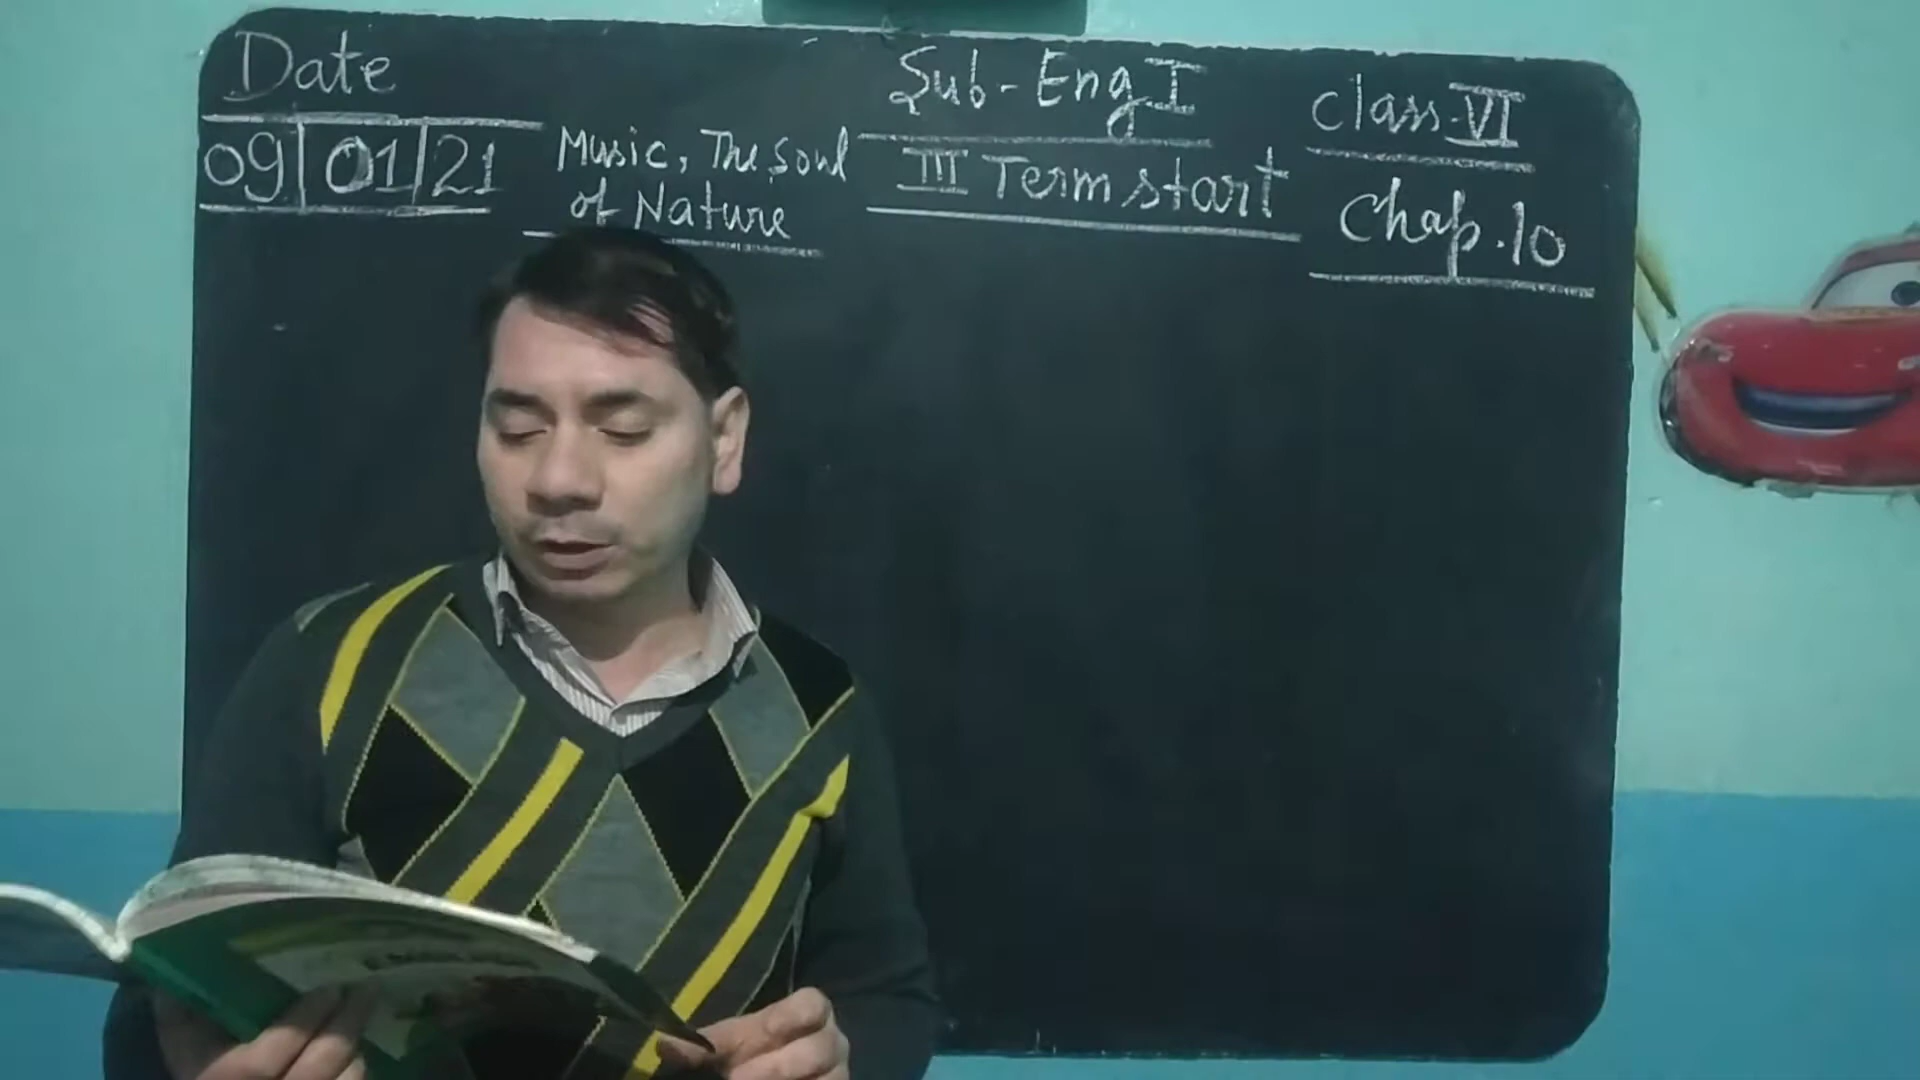 Date
09|01|21
Music, The Soul
of Nature
Sub-Eng I
III Term start
Class-VI
Chap.10